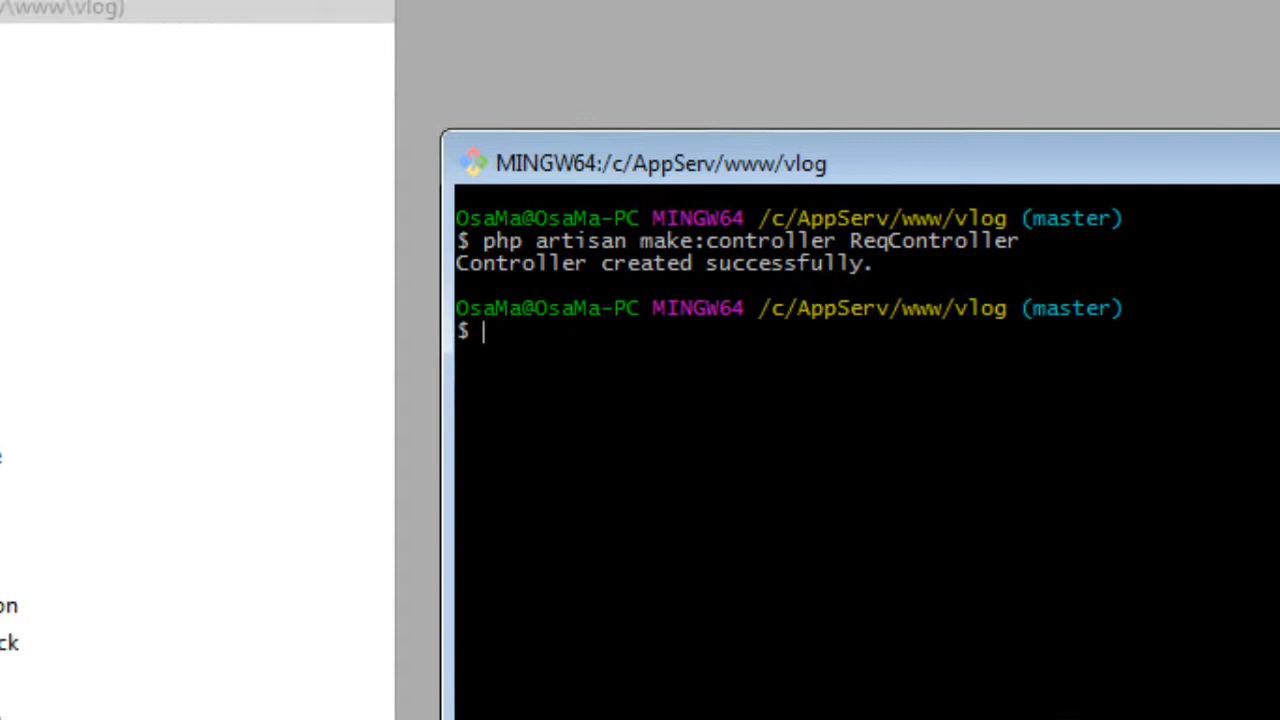 \www\vlog)
MINGW64:/c/AppServ/www/vlog
OsaMa@OsaMa-PC MINGW64 /c/AppServ/www/vlog (master)
$ php artisan make:controller ReqController
Controller created successfully.
OsaMa@OsaMa-PC MINGW64 /c/AppServ/www/vlog (master)
$
on
ck